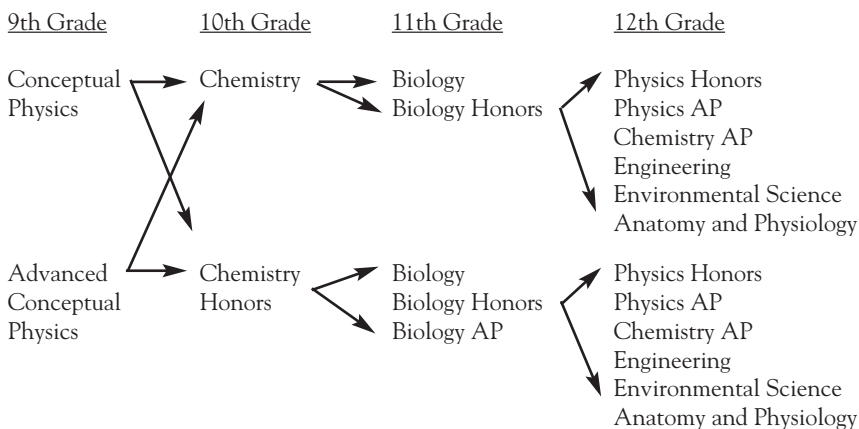 9th Grade 10th Grade 11th Grade 12th Grade
Conceptual
Physics
Chemistry
Biology
Biology Honors
Physics Honors
Physics AP
Chemistry AP
Engineering
Environmental Science
Anatomy and Physiology
Advanced
Conceptual
Physics
Chemistry
Honors
Biology
Biology Honors
Biology AP
Physics Honors
Physics AP
Chemistry AP
Engineering
Environmental Science
Anatomy and Physiology